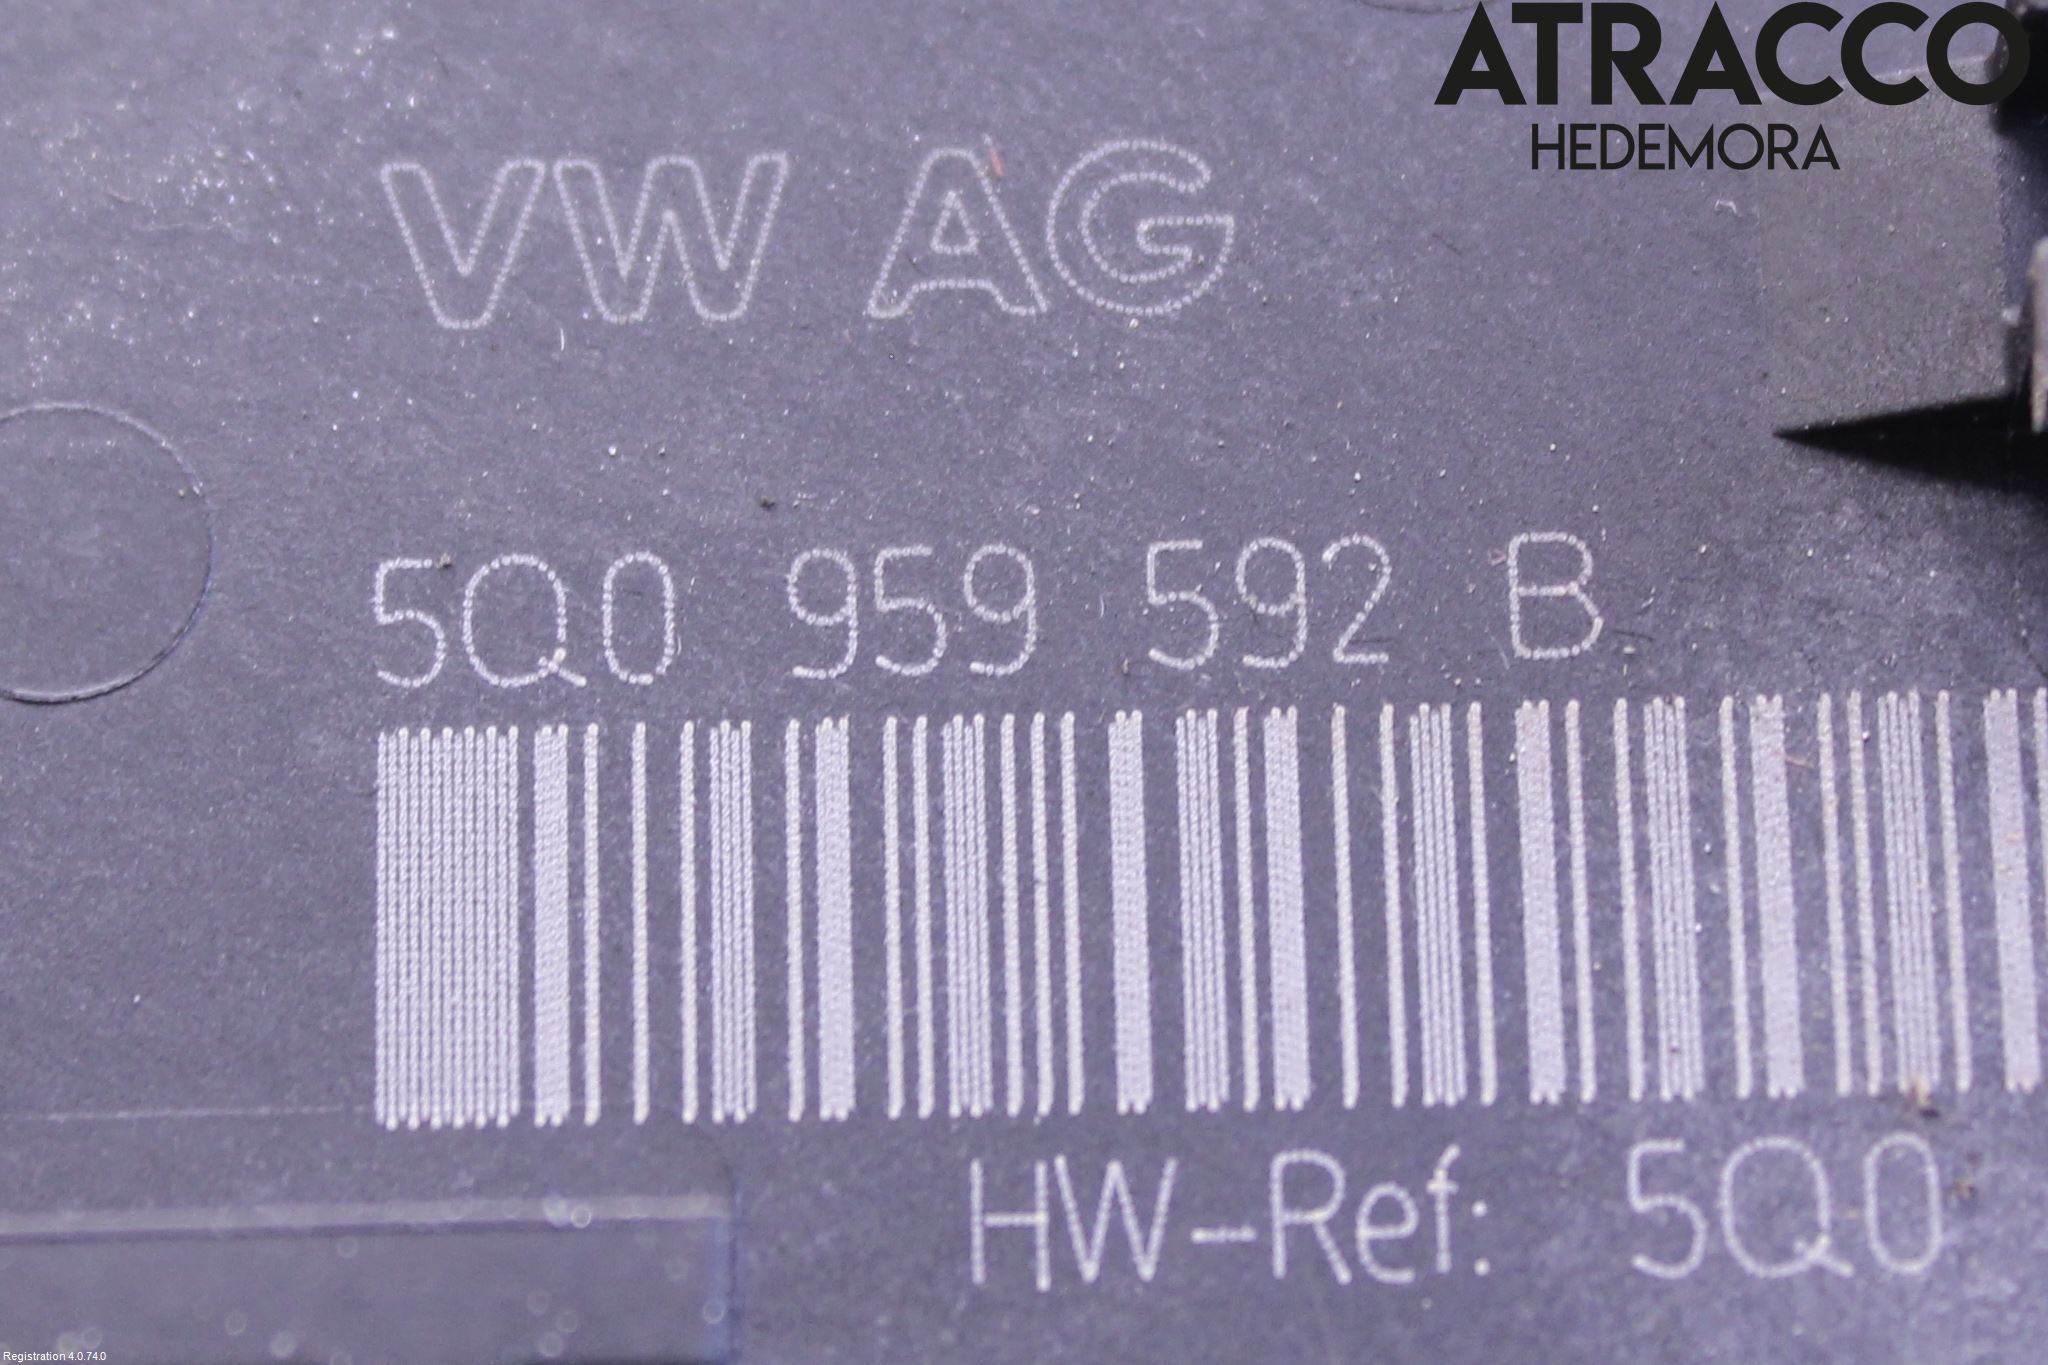 ATRACCO
HEDEMORA
VW AG
5Q0 959 592 B
HW-Ref: 5Q0
Registration 4.0.74.0